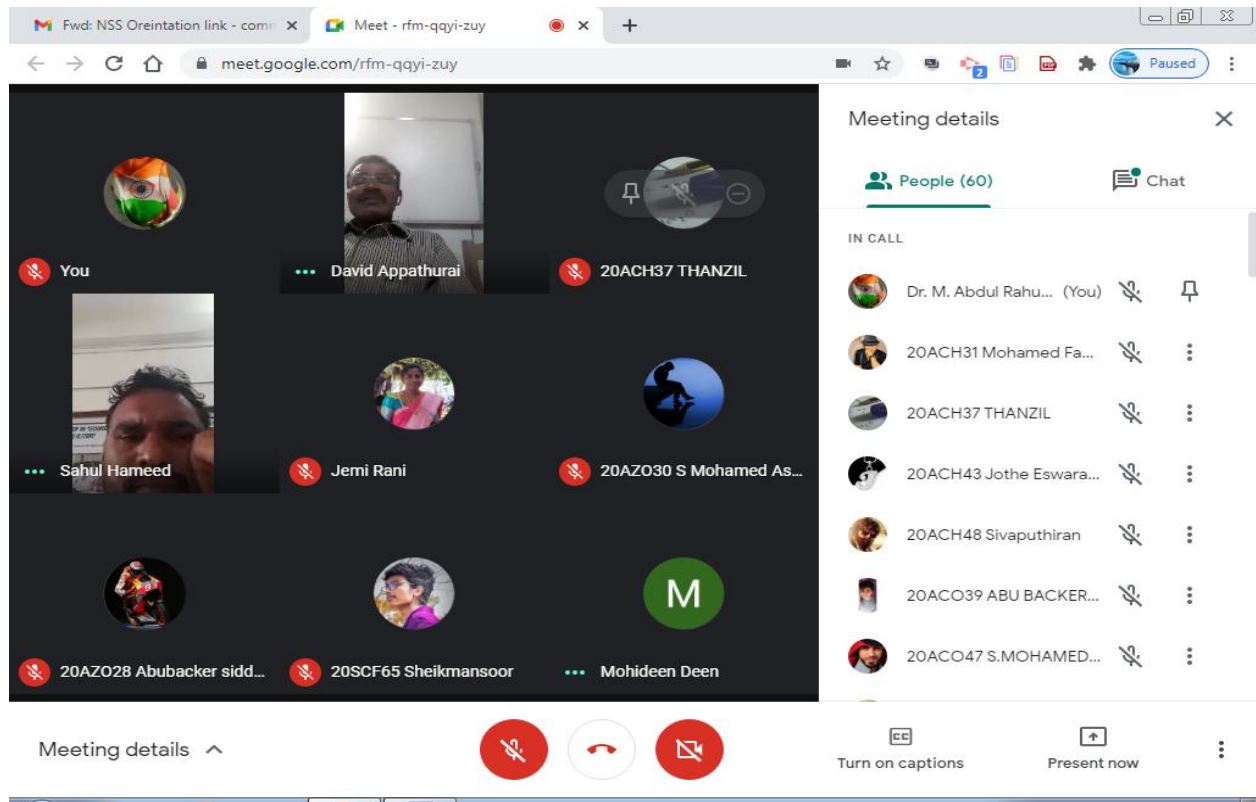 Fwd: NSS Oreintation link - comm
Meet - rfm-qqyi-zuy
meet.google.com/rfm-qqyi-zuy
2
Paused
You
David Appathurai
20ACH37 THANZIL
Sahul Hameed
Jemi Rani
20AZO30 S Mohamed As...
M
20AZO28 Abubacker sidd...
20SCF65 Sheikmansoor
Mohideen Deen
Meeting details
People (60)
Chat
IN CALL
Dr. M. Abdul Rahu... (You)
20ACH31 Mohamed Fa...
20ACH37 THANZIL
20ACH43 Jothe Eswara...
20ACH48 Sivaputhiran
20ACO39 ABU BACKER...
20ACO47 S.MOHAMED...
Meeting details
CC
Turn on captions
Present now